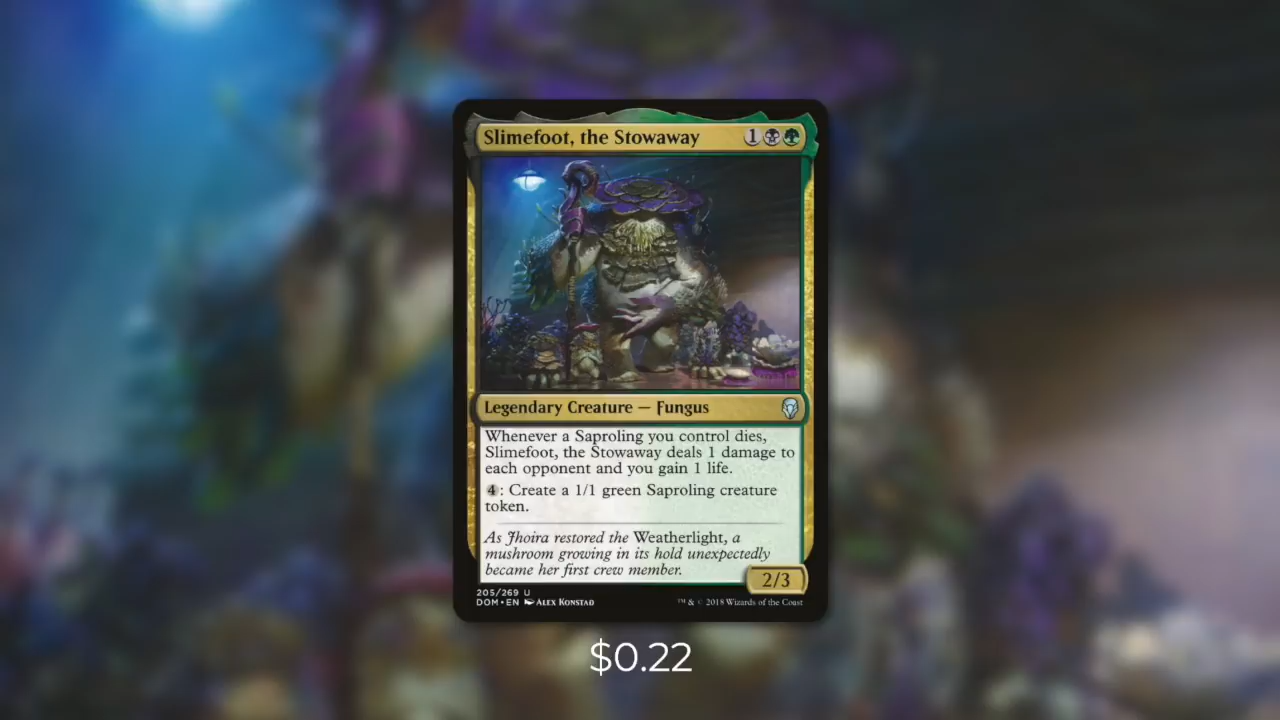 Slimefoot, the Stowaway 1
Legendary Creature — Fungus
Whenever a Saproling you control dies,
Slimefoot, the Stowaway deals 1 damage to
each opponent and you gain 1 life.
4: Create a 1/1 green Saproling creature
token.
As Jhoira restored the Weatherlight, a
mushroom growing in its hold unexpectedly
became her first crew member.
2/3
205/269 U
DOM • EN ALEX KONSTAD
™ & © 2018 Wizards of the Coast
$0.22